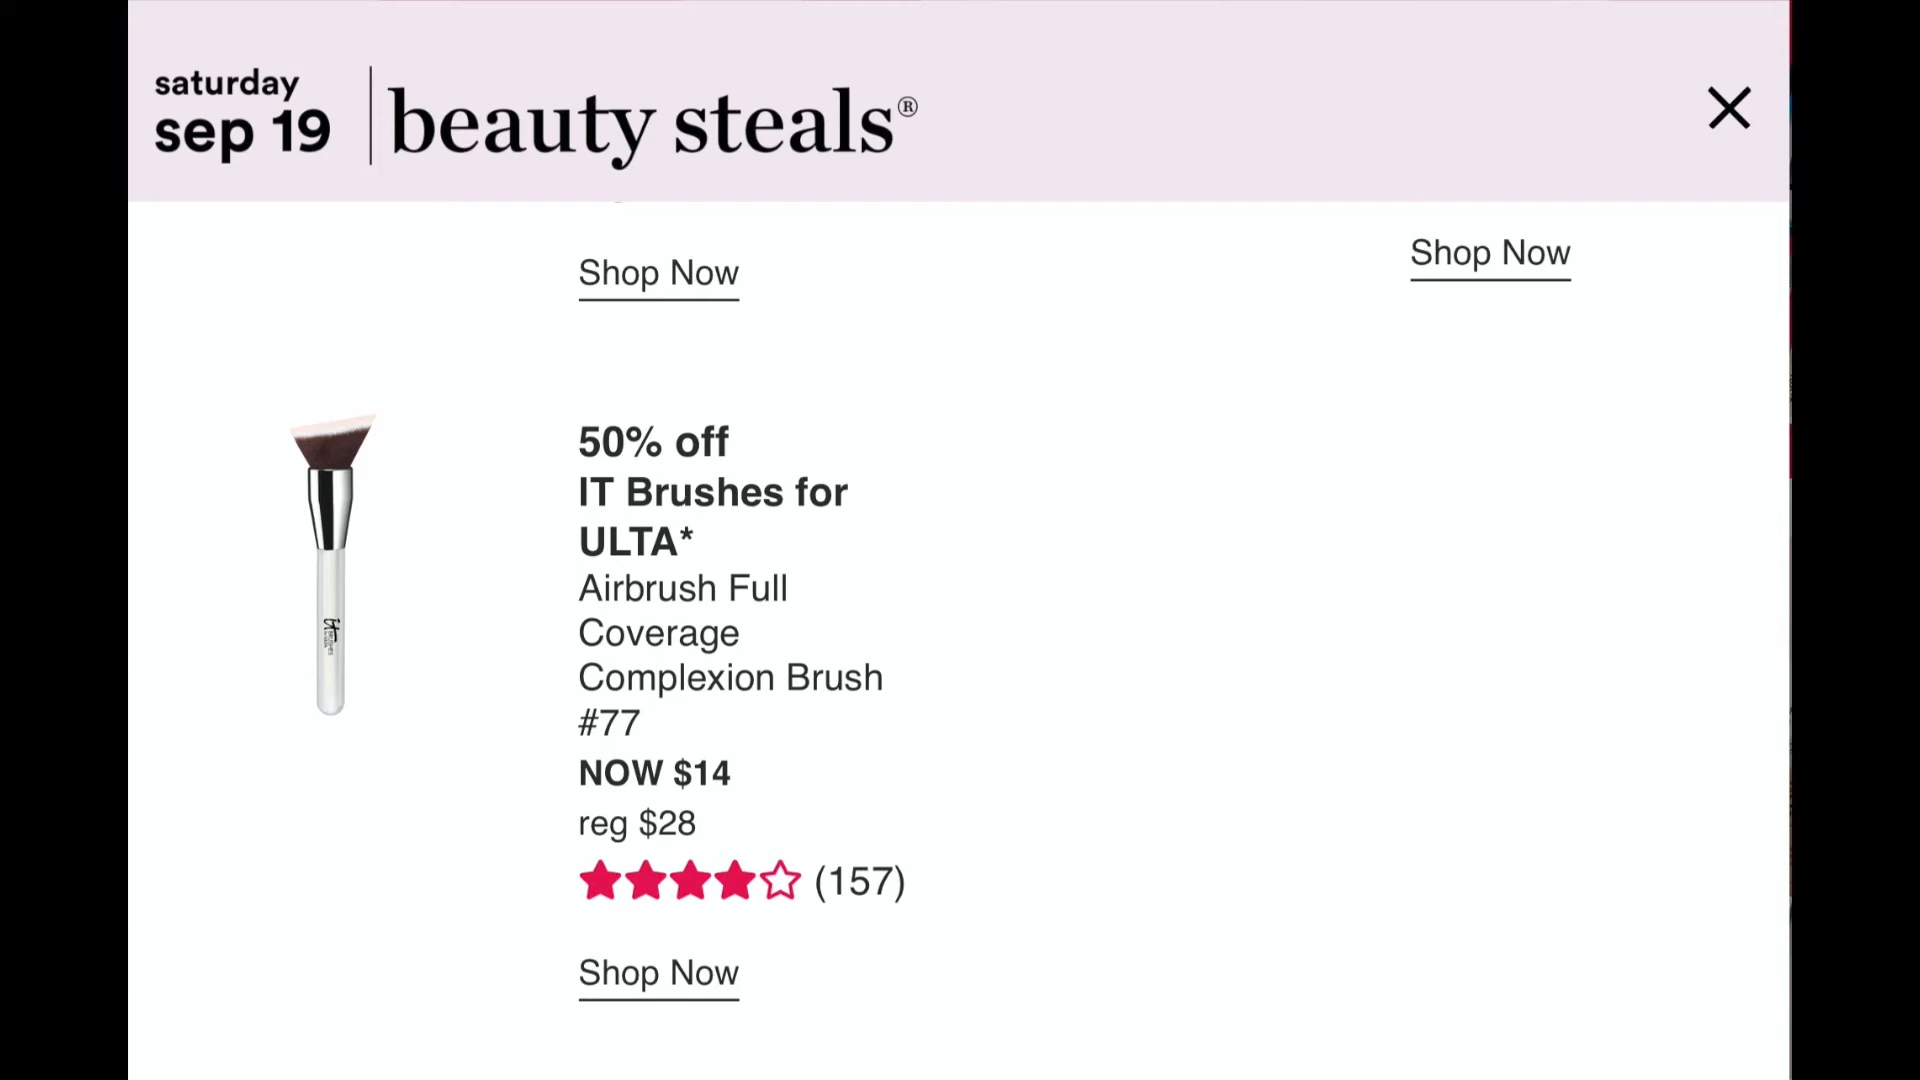 saturday
sep 19
beauty steals®
Shop Now
Shop Now
50% off
IT Brushes for
ULTA*
Airbrush Full
Coverage
Complexion Brush
#77
NOW $14
reg $28
(157)
Shop Now
it